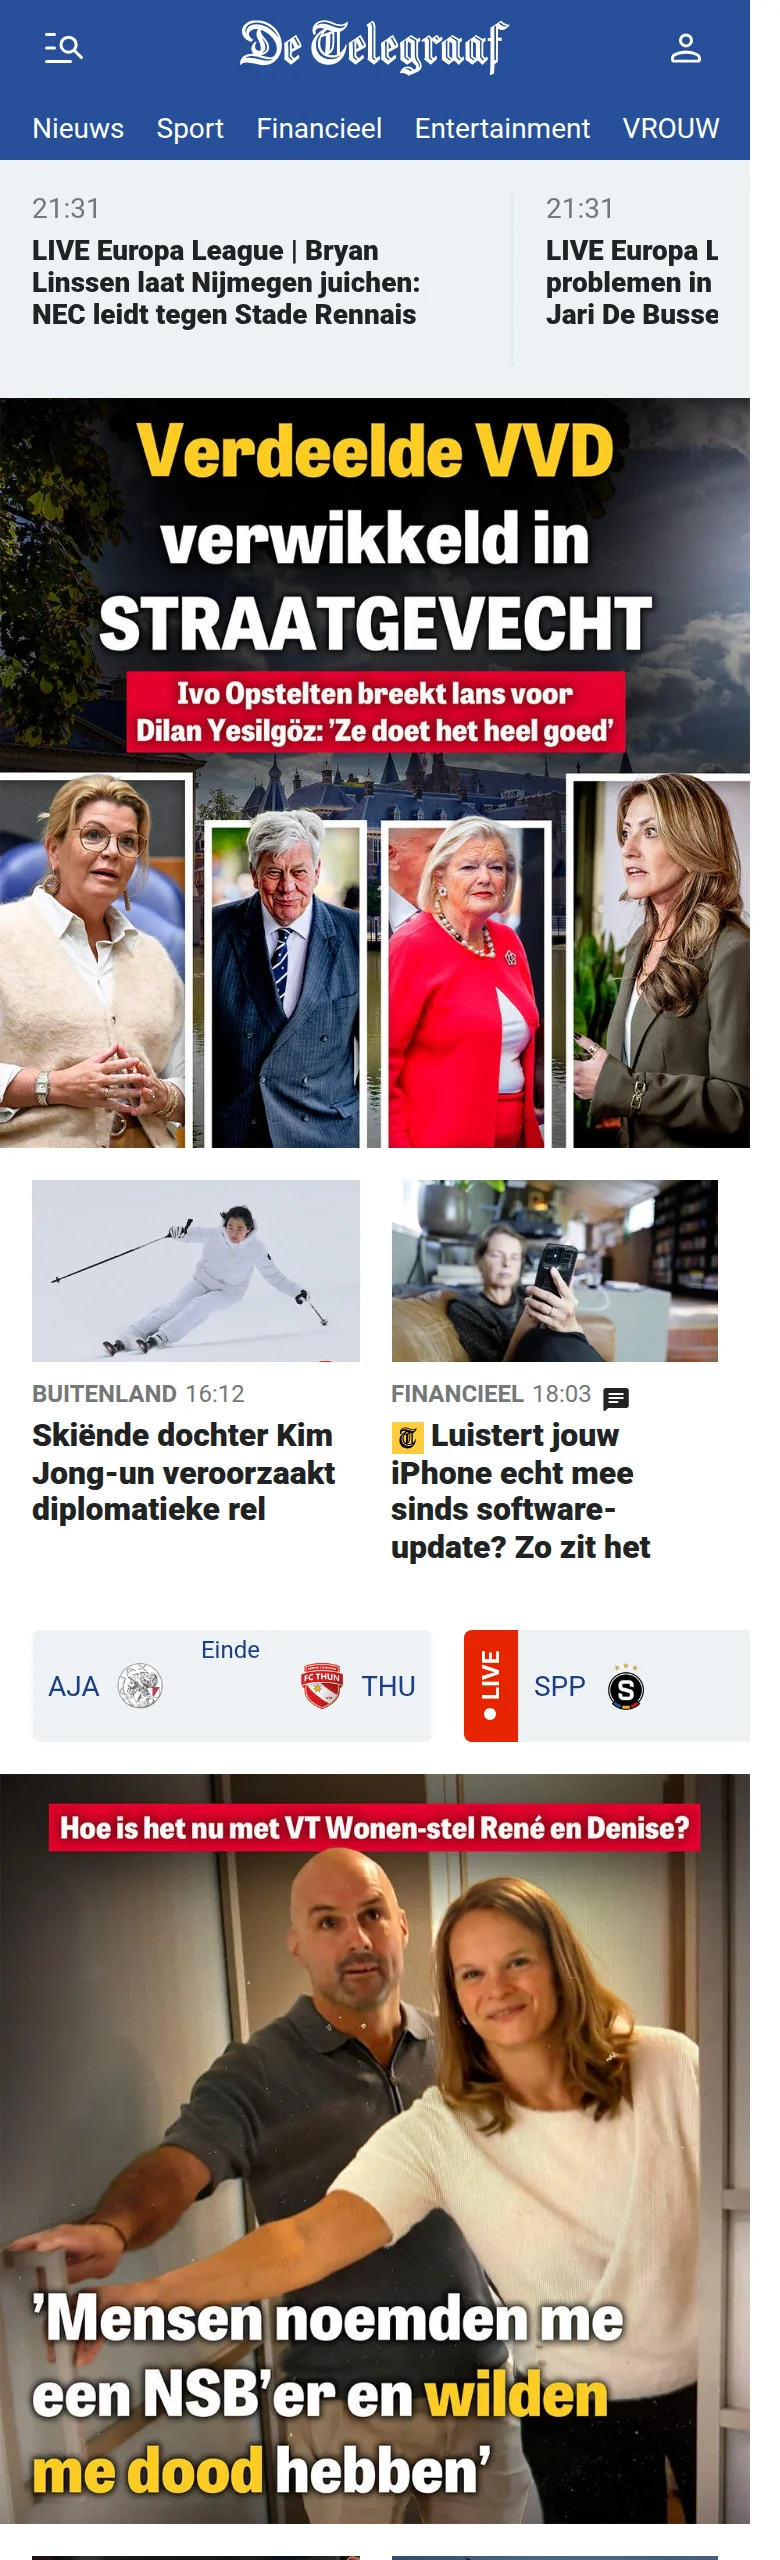 De Telegraaf
Nieuws Sport Financieel Entertainment VROUW
21:31
LIVE Europa League | Bryan
Linssen laat Nijmegen juichen:
NEC leidt tegen Stade Rennais
21:31
LIVE Europa L
problemen in
Jari De Busse
Verdeelde VVD
verwikkeld in
STRAATGEVECHT
Ivo Opstelten breekt lans voor
Dilan Yesilgöz: 'Ze doet het heel goed'
BUITENLAND 16:12
Skiënde dochter Kim
Jong-un veroorzaakt
diplomatieke rel
FINANCIEEL 18:03
T Luistert jouw
iPhone echt mee
sinds software-
update? Zo zit het
Einde
AJA FC THUN THU
LIVE SPP S
Hoe is het nu met VT Wonen-stel René en Denise?
'Mensen noemden me
een NSB'er en wilden
me dood hebben'